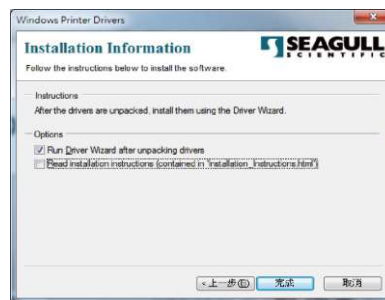 Windows Printer Drivers
Installation Information
SEAGULL
SCIENTIFIC
Follow the instructions below to install the software.
Instructions
After the drivers are unpacked, install them using the Driver Wizard.
Options
Run Driver Wizard after unpacking drivers
Read installation instructions (contained in "Installation_Instructions.html")
<上一步(B)
完成
取消